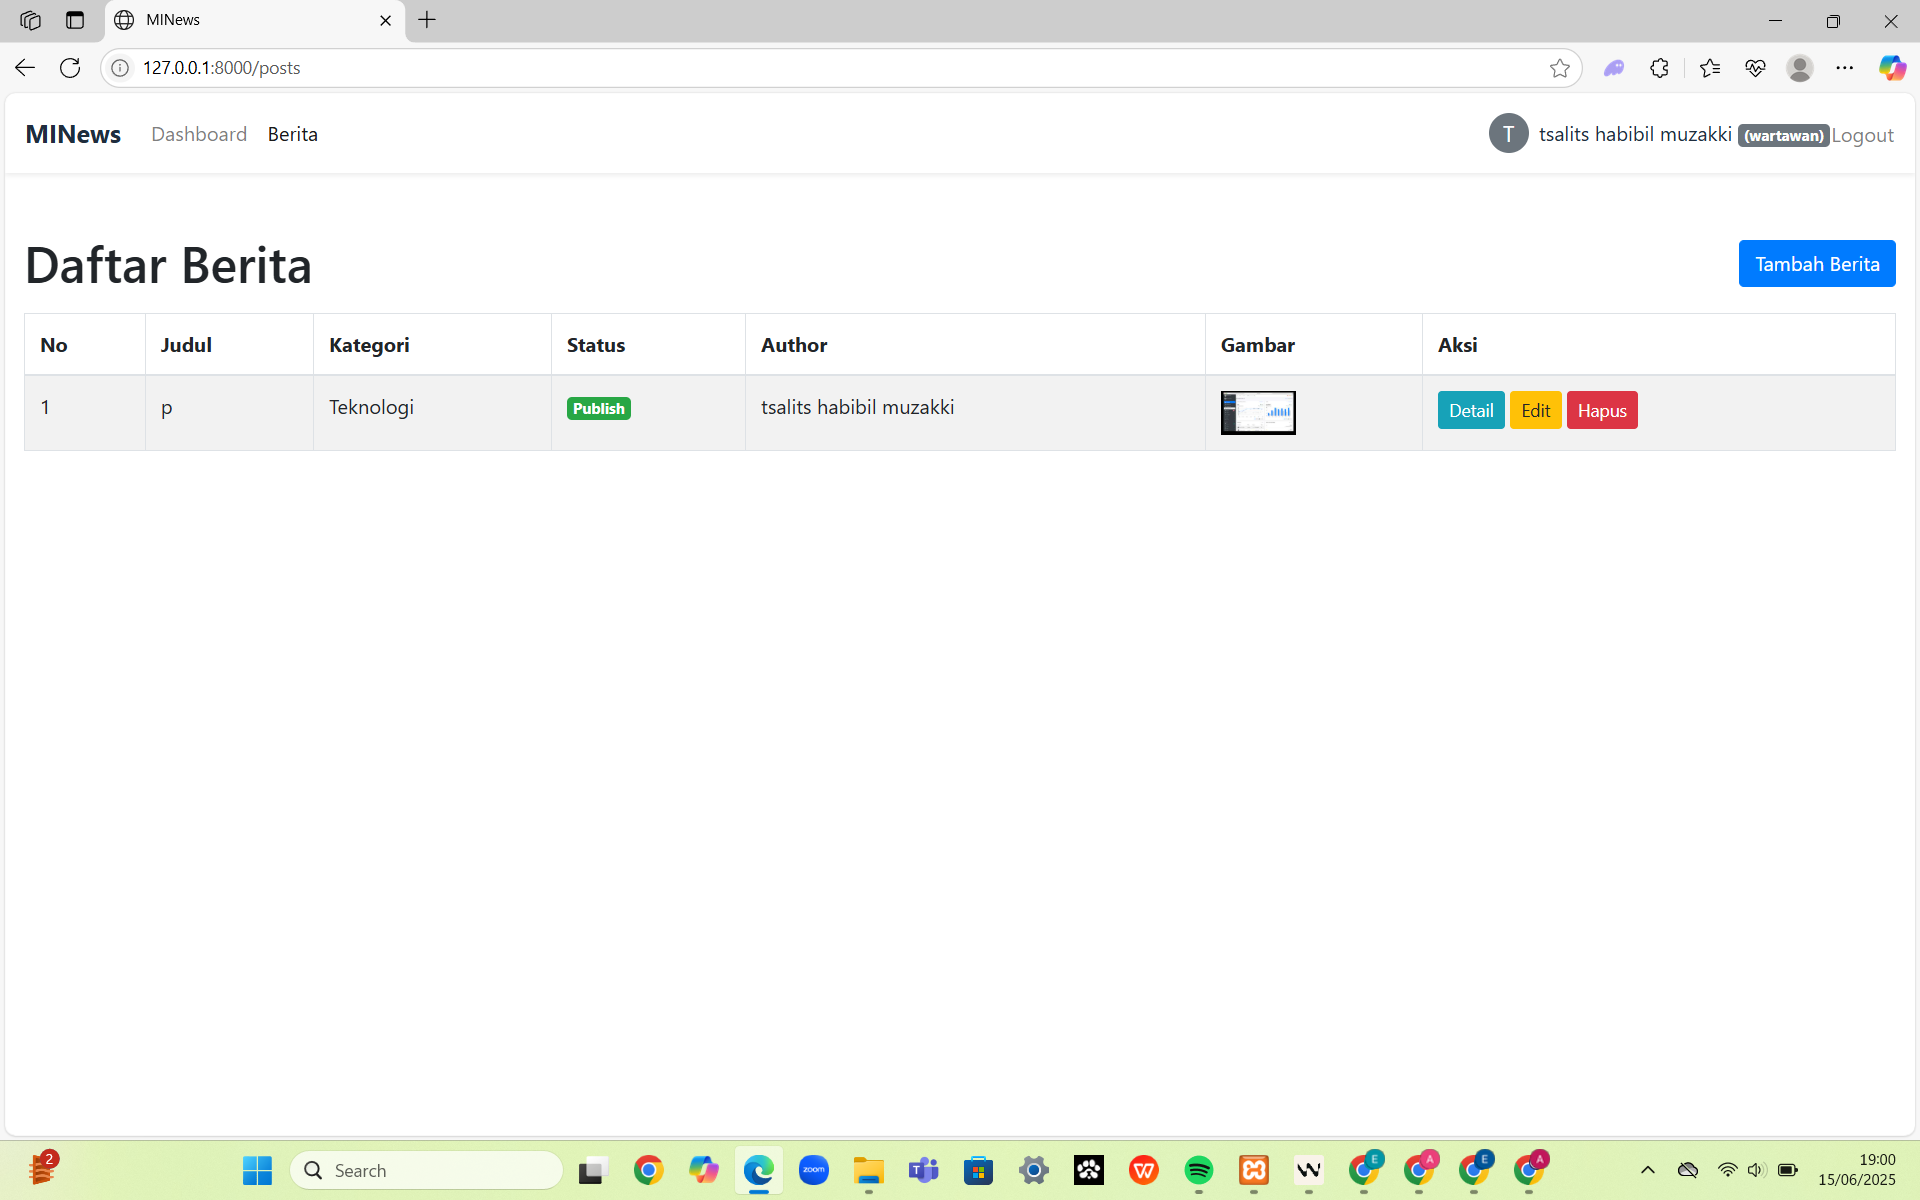 MINews
127.0.0.1:8000/posts
MINews Dashboard Berita T tsalits habibil muzakki (wartawan) Logout
Daftar Berita Tambah Berita
No Judul Kategori Status Author Gambar Aksi
1 p Teknologi Publish tsalits habibil muzakki Detail Edit Hapus
2 Search zoom T W E A E A 19:00
15/06/2025